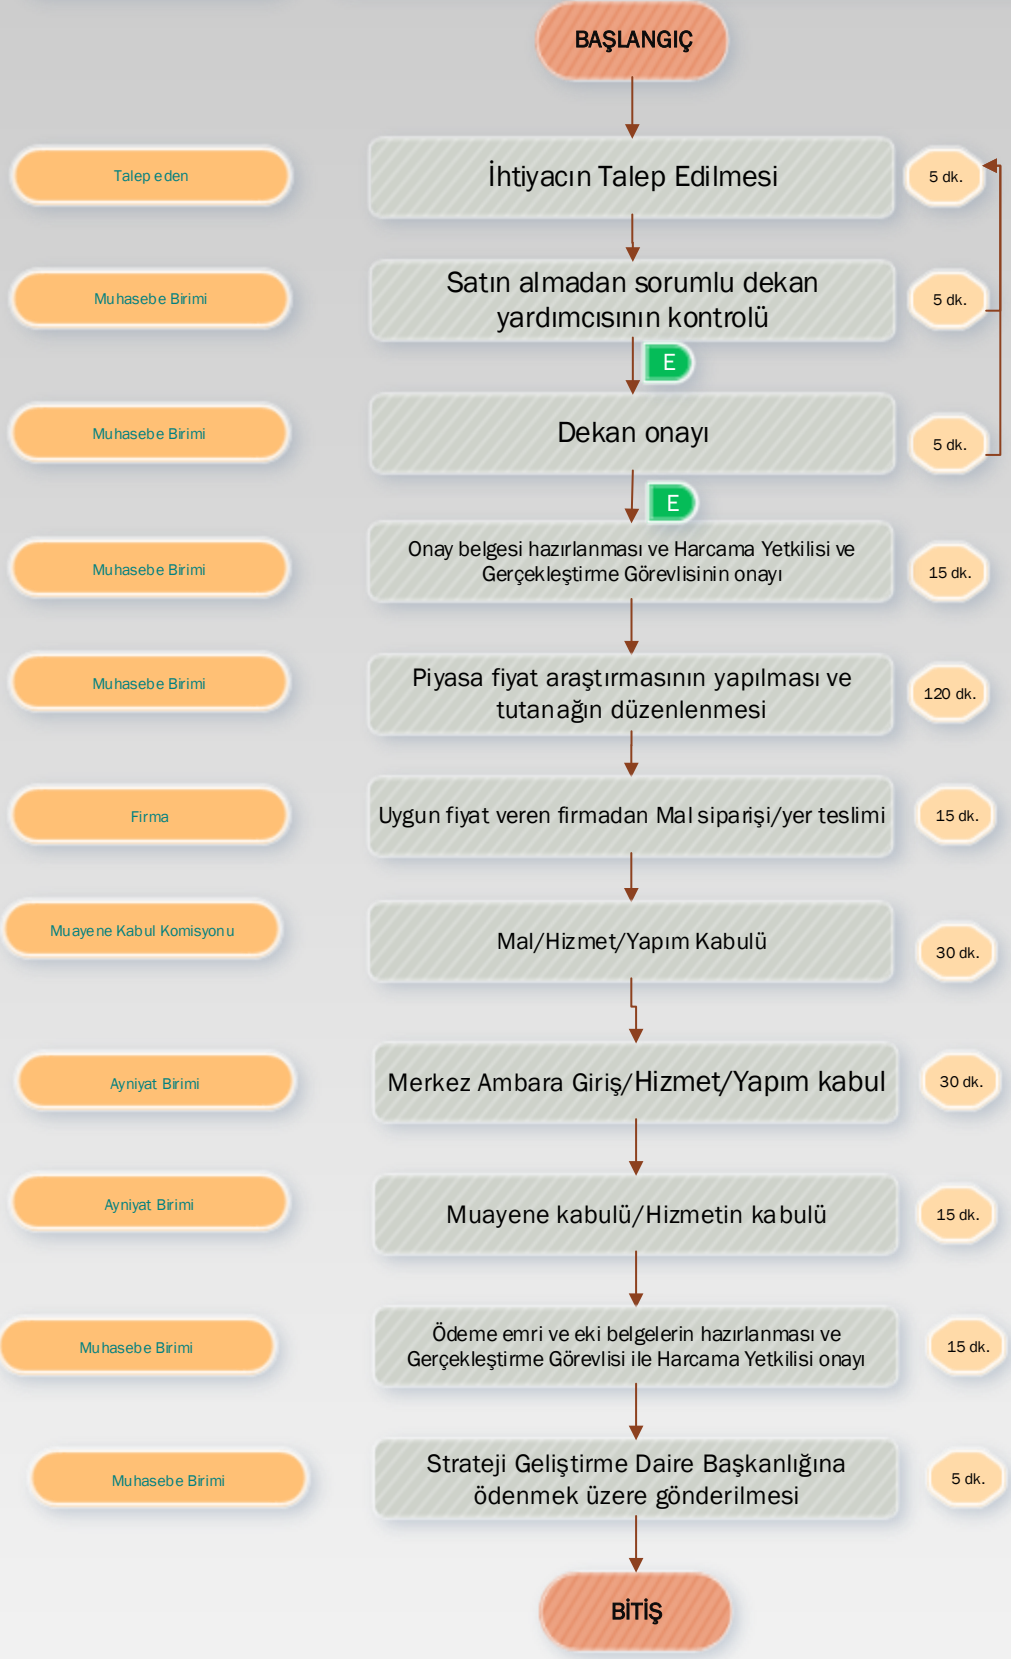 BAŞLANGIÇ
Talep eden
İhtiyacın Talep Edilmesi
5 dk.
Muhasebe Birimi
Satın almadan sorumlu dekan
yardımcısının kontrolü
5 dk.
E
Muhasebe Birimi
Dekan onayı
5 dk.
E
Muhasebe Birimi
Onay belgesi hazırlanması ve Harcama Yetkilisi ve
Gerçekleştirme Görevlisinin onayı
15 dk.
Muhasebe Birimi
Piyasa fiyat araştırmasının yapılması ve
tutanağın düzenlenmesi
120 dk.
Firma
Uygun fiyat veren firmadan Mal siparişi/yer teslimi
15 dk.
Muayene Kabul Komisyonu
Mal/Hizmet/Yapım Kabulü
30 dk.
Ayniyat Birimi
Merkez Ambara Giriş/Hizmet/Yapım kabul
30 dk.
Ayniyat Birimi
Muayene kabulü/Hizmetin kabulü
15 dk.
Muhasebe Birimi
Ödeme emri ve eki belgelerin hazırlanması ve
Gerçekleştirme Görevlisi ile Harcama Yetkilisi onayı
15 dk.
Muhasebe Birimi
Strateji Geliştirme Daire Başkanlığına
ödenmek üzere gönderilmesi
5 dk.
BİTİŞ